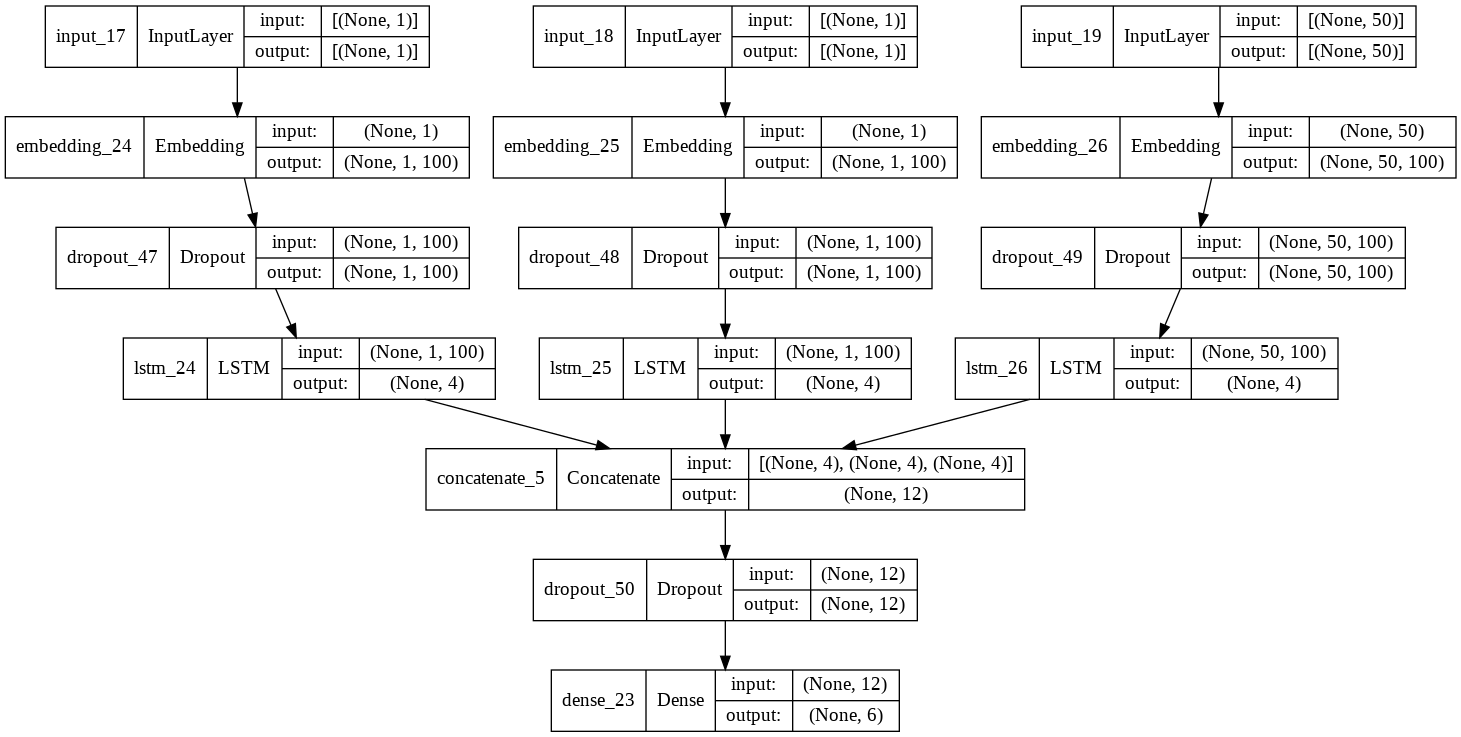 input_17 InputLayer input: [(None, 1)]
output: [(None, 1)]
input_18 InputLayer input: [(None, 1)]
output: [(None, 1)]
input_19 InputLayer input: [(None, 50)]
output: [(None, 50)]
embedding_24 Embedding input: (None, 1)
output: (None, 1, 100)
embedding_25 Embedding input: (None, 1)
output: (None, 1, 100)
embedding_26 Embedding input: (None, 50)
output: (None, 50, 100)
dropout_47 Dropout input: (None, 1, 100)
output: (None, 1, 100)
dropout_48 Dropout input: (None, 1, 100)
output: (None, 1, 100)
dropout_49 Dropout input: (None, 50, 100)
output: (None, 50, 100)
lstm_24 LSTM input: (None, 1, 100)
output: (None, 4)
lstm_25 LSTM input: (None, 1, 100)
output: (None, 4)
lstm_26 LSTM input: (None, 50, 100)
output: (None, 4)
concatenate_5 Concatenate input: [(None, 4), (None, 4), (None, 4)]
output: (None, 12)
dropout_50 Dropout input: (None, 12)
output: (None, 12)
dense_23 Dense input: (None, 12)
output: (None, 6)